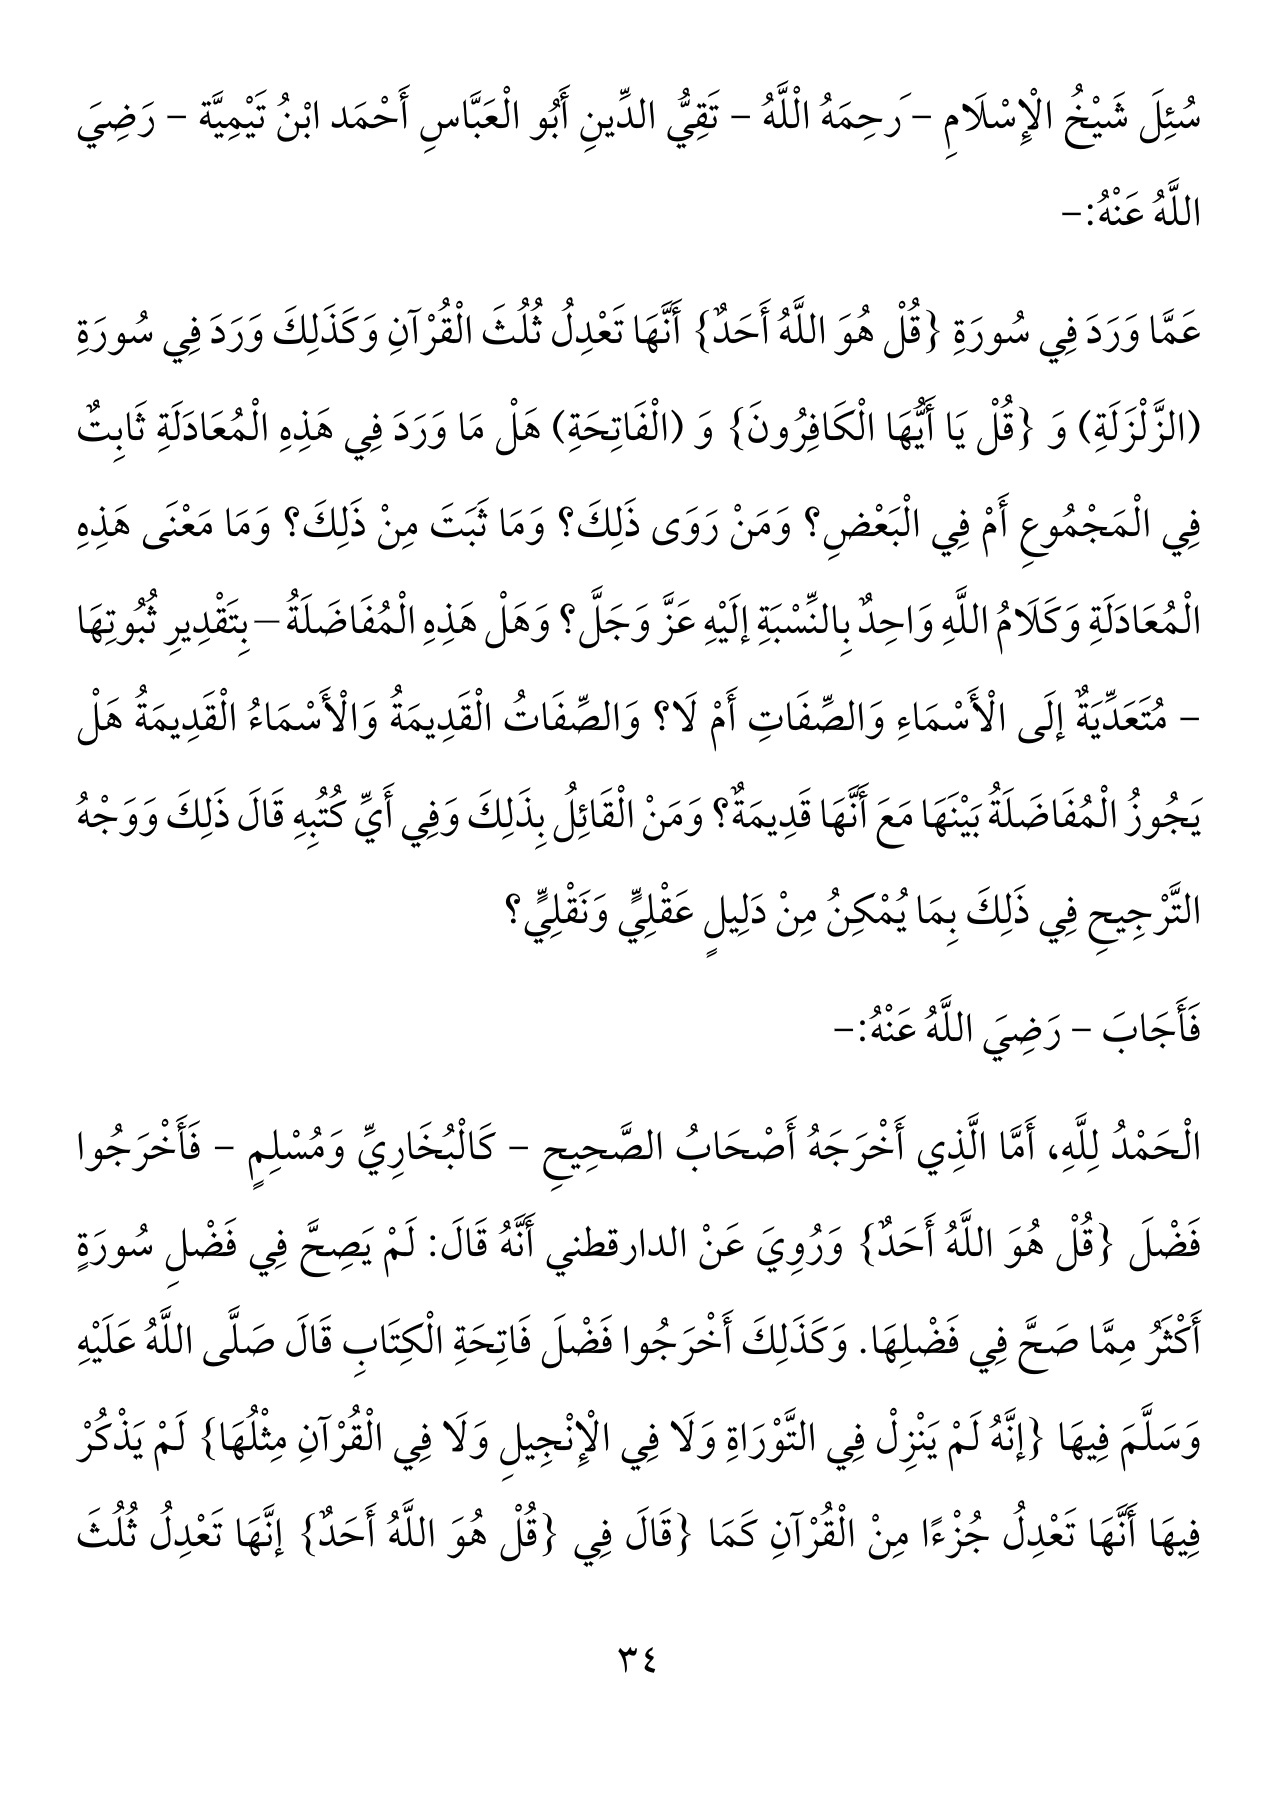 سُئِلَ شَيْخُ الْإِسْلَامِ – رَحِمَهُ الْلَّهُ – تَقِيُّ الدِّينِ أَبُو الْعَبَّاسِ أَحْمَد ابْنُ تَيْمِيَّة – رَضِيَ
اللَّهُ عَنْهُ:–
عَمَّا وَرَدَ فِي سُورَةِ {قُلْ هُوَ اللَّهُ أَحَدٌ} أَنَّهَا تَعْدِلُ ثُلُثَ الْقُرْآنِ وَكَذَلِكَ وَرَدَ فِي سُورَةِ
(الزَّلْزَلَةِ) وَ {قُلْ يَا أَيُّهَا الْكَافِرُونَ} وَ (الْفَاتِحَةِ) هَلْ مَا وَرَدَ فِي هَذِهِ الْمُعَادَلَةِ ثَابِتٌ
فِي الْمَجْمُوعِ أَمْ فِي الْبَعْضِ؟ وَمَنْ رَوَى ذَلِكَ؟ وَمَا ثَبَتَ مِنْ ذَلِكَ؟ وَمَا مَعْنَى هَذِهِ
الْمُعَادَلَةِ وَكَلَامُ اللَّهِ وَاحِدٌ بِالنِّسْبَةِ إلَيْهِ عَزَّ وَجَلَّ؟ وَهَلْ هَذِهِ الْمُفَاضَلَةُ – بِتَقْدِيرِ ثُبُوتِهَا
– مُتَعَدِّيَةٌ إلَى الْأَسْمَاءِ وَالصِّفَاتِ أَمْ لَا؟ وَالصِّفَاتُ الْقَدِيمَةُ وَالْأَسْمَاءُ الْقَدِيمَةُ هَلْ
يَجُوزُ الْمُفَاضَلَةُ بَيْنَهَا مَعَ أَنَّهَا قَدِيمَةٌ؟ وَمَنْ الْقَائِلُ بِذَلِكَ وَفِي أَيِّ كُتُبِهِ قَالَ ذَلِكَ وَوَجْهُ
التَّرْجِيحِ فِي ذَلِكَ بِمَا يُمْكِنُ مِنْ دَلِيلٍ عَقْلِيٍّ وَنَقْلِيٍّ؟
فَأَجَابَ – رَضِيَ اللَّهُ عَنْهُ:–
الْحَمْدُ لِلَّهِ، أَمَّا الَّذِي أَخْرَجَهُ أَصْحَابُ الصَّحِيحِ – كَالْبُخَارِيِّ وَمُسْلِمٍ – فَأَخْرَجُوا
فَضْلَ {قُلْ هُوَ اللَّهُ أَحَدٌ} وَرُوِيَ عَنْ الدارقطني أَنَّهُ قَالَ: لَمْ يَصِحَّ فِي فَضْلِ سُورَةٍ
أَكْثَرُ مِمَّا صَحَّ فِي فَضْلِهَا. وَكَذَلِكَ أَخْرَجُوا فَضْلَ فَاتِحَةِ الْكِتَابِ قَالَ صَلَّى اللَّهُ عَلَيْهِ
وَسَلَّمَ فِيهَا {إنَّهُ لَمْ يَنْزِلْ فِي التَّوْرَاةِ وَلَا فِي الْإِنْجِيلِ وَلَا فِي الْقُرْآنِ مِثْلُهَا} لَمْ يَذْكُرْ
فِيهَا أَنَّهَا تَعْدِلُ جُزْءًا مِنْ الْقُرْآنِ كَمَا {قَالَ فِي {قُلْ هُوَ اللَّهُ أَحَدٌ} إنَّهَا تَعْدِلُ ثُلُثَ
٣٤